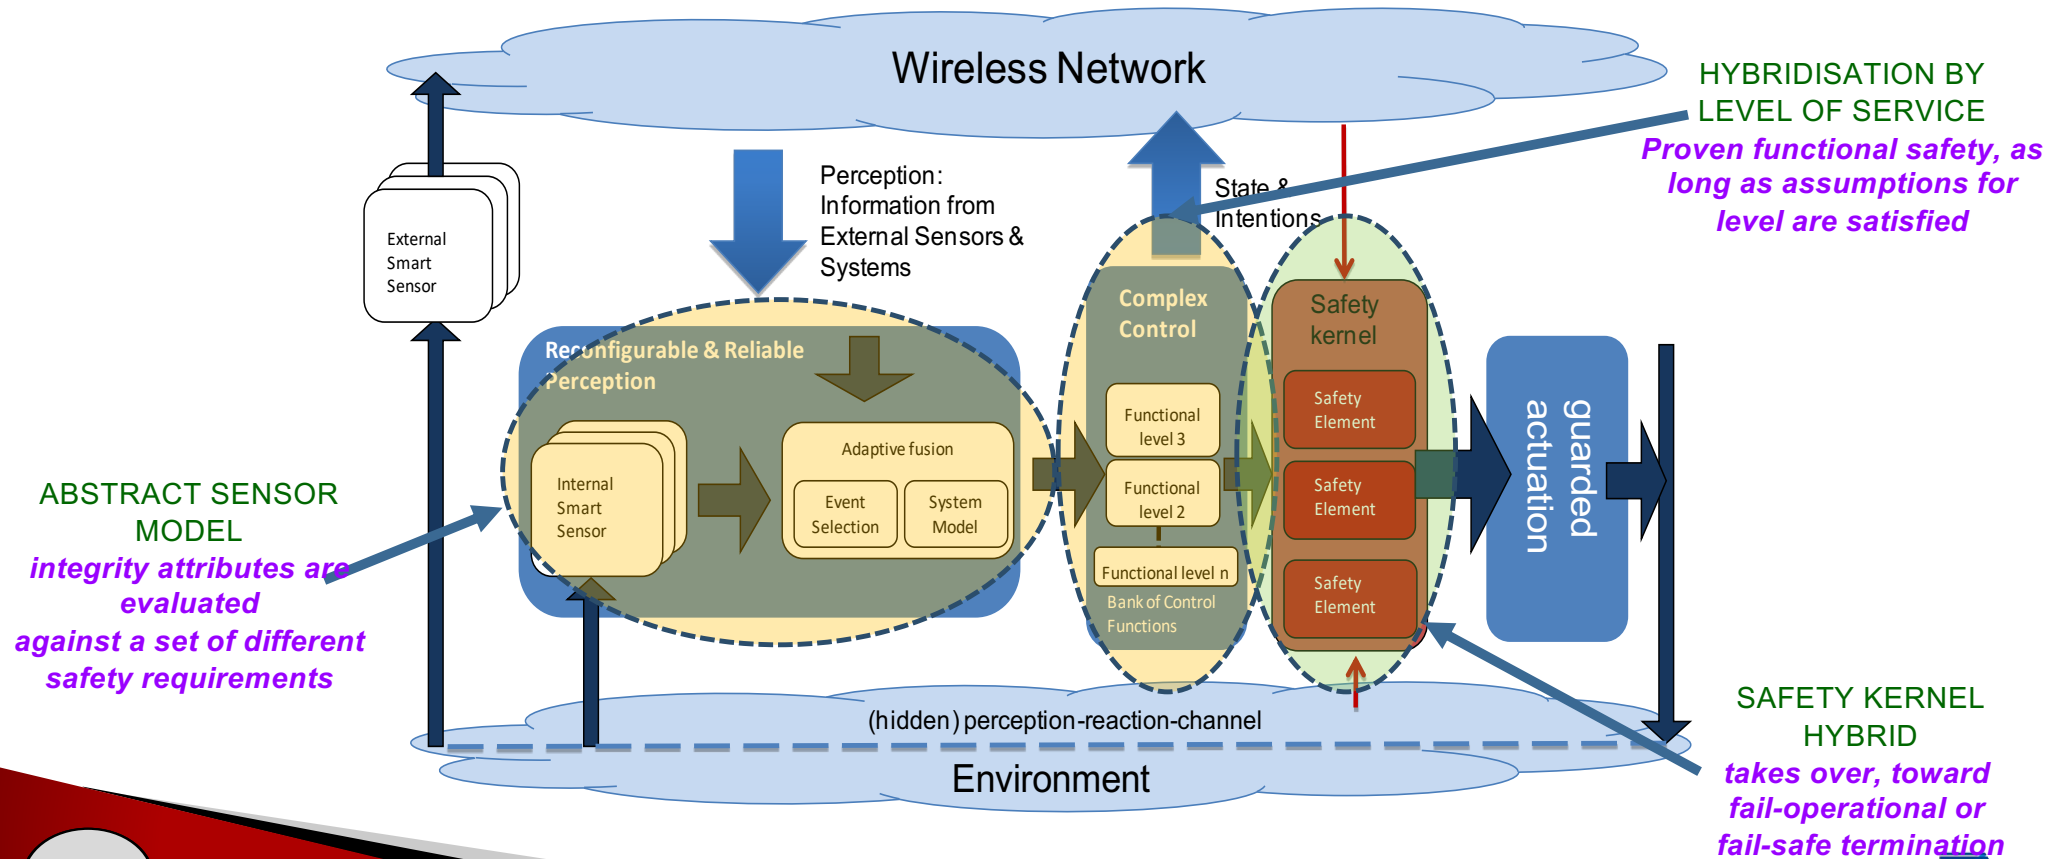 Wireless Network
HYBRIDISATION BY
LEVEL OF SERVICE
Proven functional safety, as
long as assumptions for
level are satisfied
Perception:
Information from
External Sensors &
Systems
State &
Intentions
External
Smart
Sensor
Reconfigurable & Reliable
Perception
Internal
Smart
Sensor
Adaptive fusion
Event
Selection
System
Model
Complex
Control
Functional
level 3
Functional
level 2
Functional level n
Bank of Control
Functions
Safety
kernel
Safety
Element
Safety
Element
Safety
Element
guarded
actuation
ABSTRACT SENSOR
MODEL
integrity attributes are
evaluated
against a set of different
safety requirements
(hidden) perception-reaction-channel
Environment
SAFETY KERNEL
HYBRID
takes over, toward
fail-operational or
fail-safe termination